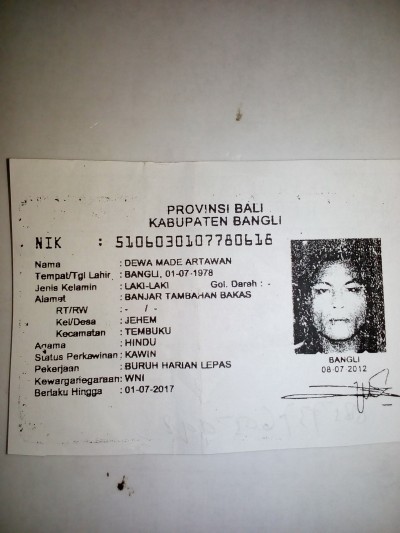 PROVINSI BALI
KABUPATEN BANGLI
NIK : 5106030107780618
Nama : DEWA MADE ARTAWAN
Tempat/Tgl Lahir : BANGLI, 01-07-1978
Jenis Kelamin : LAKI-LAKI Gol. Darah : -
Alamat : BANJAR TAMBAHAN BAKAS
RT/RW : - / -
Kel/Desa : JEHEM
Kecamatan : TEMBUKU
Agama : HINDU
Status Perkawinan : KAWIN
Pekerjaan : BURUH HARIAN LEPAS
Kewarganegaraan: WNI
Berlaku Hingga : 01-07-2017
BANGLI
08-07-2012